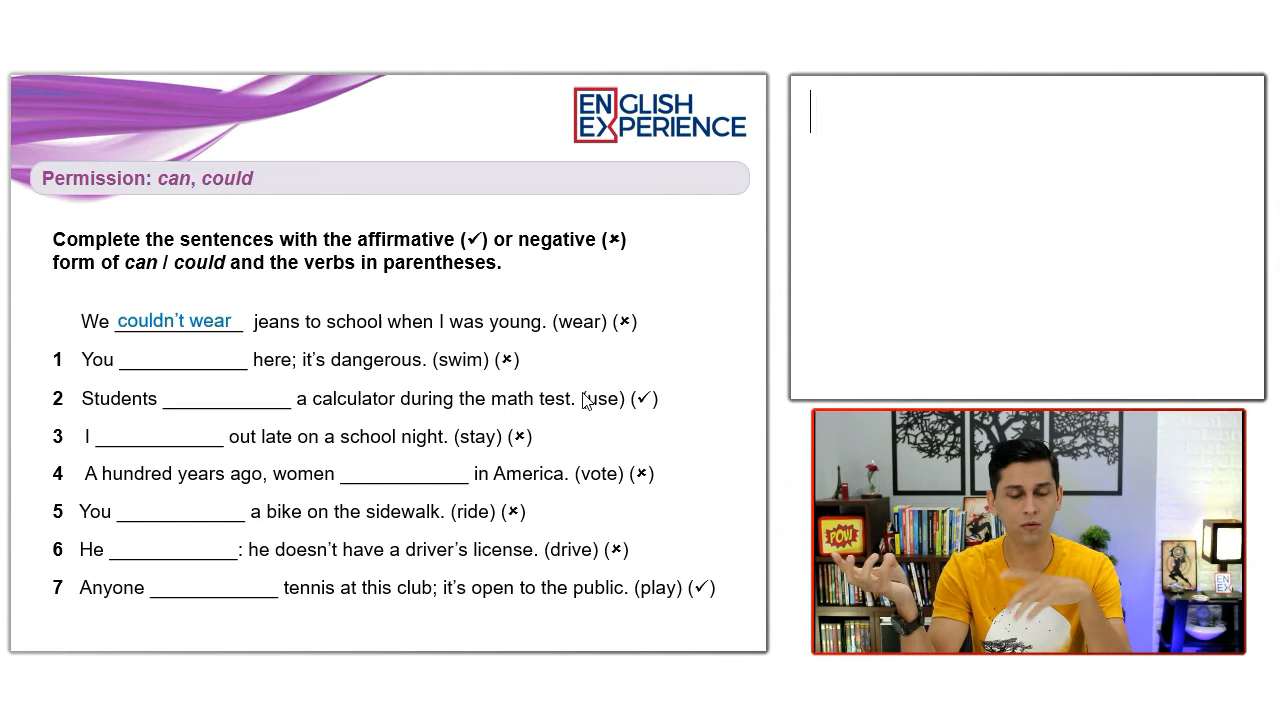 ENGLISH
EXPERIENCE
Permission: can, could
Complete the sentences with the affirmative (✓) or negative (✗)
form of can / could and the verbs in parentheses.
We couldn't wear jeans to school when I was young. (wear) (✗)
1 You ____________ here; it's dangerous. (swim) (✗)
2 Students ____________ a calculator during the math test. (use) (✓)
3 I ____________ out late on a school night. (stay) (✗)
4 A hundred years ago, women ____________ in America. (vote) (✗)
5 You ____________ a bike on the sidewalk. (ride) (✗)
6 He ____________: he doesn't have a driver's license. (drive) (✗)
7 Anyone ____________ tennis at this club; it's open to the public. (play) (✓)
POW
EN
EX